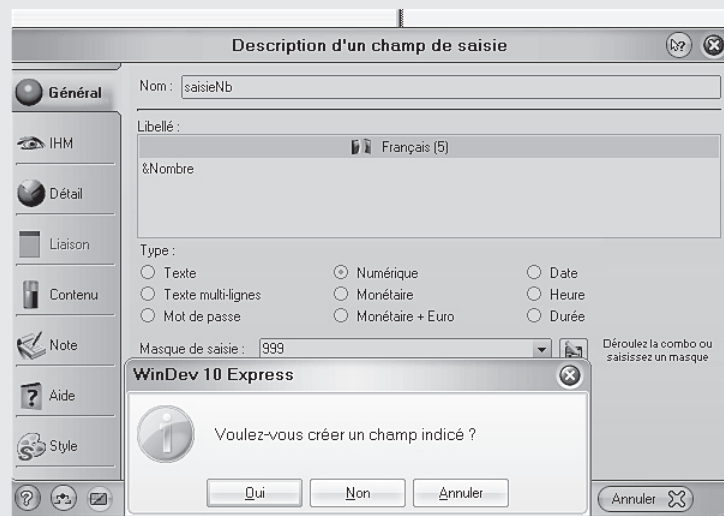 Description d'un champ de saisie
Général
IHM
Détail
Liaison
Contenu
Note
Aide
Style
Nom : saisieNb
Libellé :
Français (5)
&Nombre
Type :
Texte
Numérique
Date
Texte multi-lignes
Monétaire
Heure
Mot de passe
Monétaire + Euro
Durée
Masque de saisie : 999
Déroulez la combo ou
saisissez un masque
WinDev 10 Express
Voulez-vous créer un champ indicé ?
Oui
Non
Annuler
Annuler